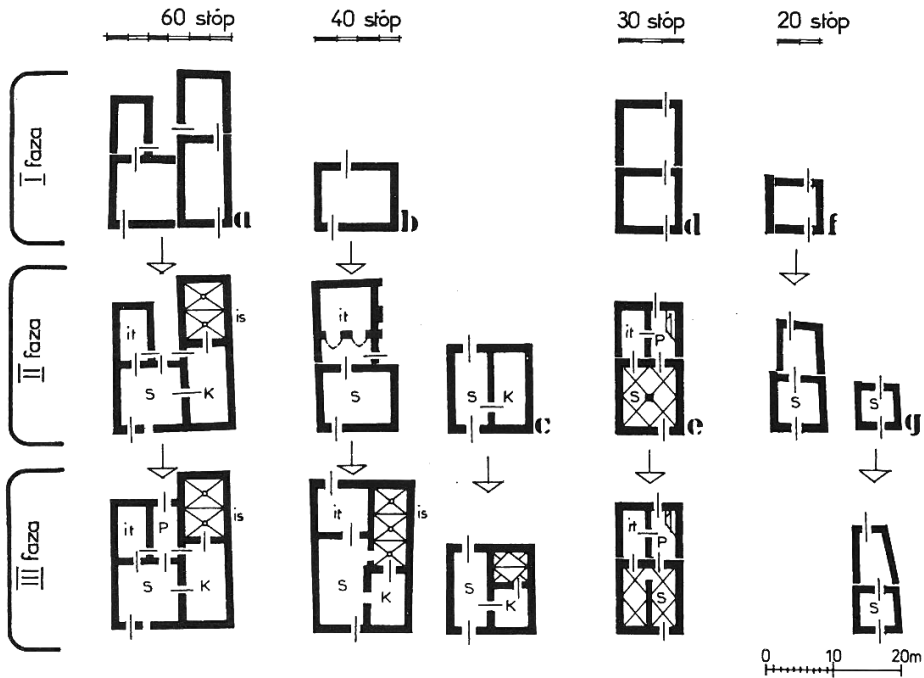 60 stóp 40 stóp 30 stóp 20 stóp
I faza
a b d f
II faza
it is S K
it S
S K c
it P S e
S
S g
III faza
it P is S K
it is S K
S K
it P S
S
0 10 20m